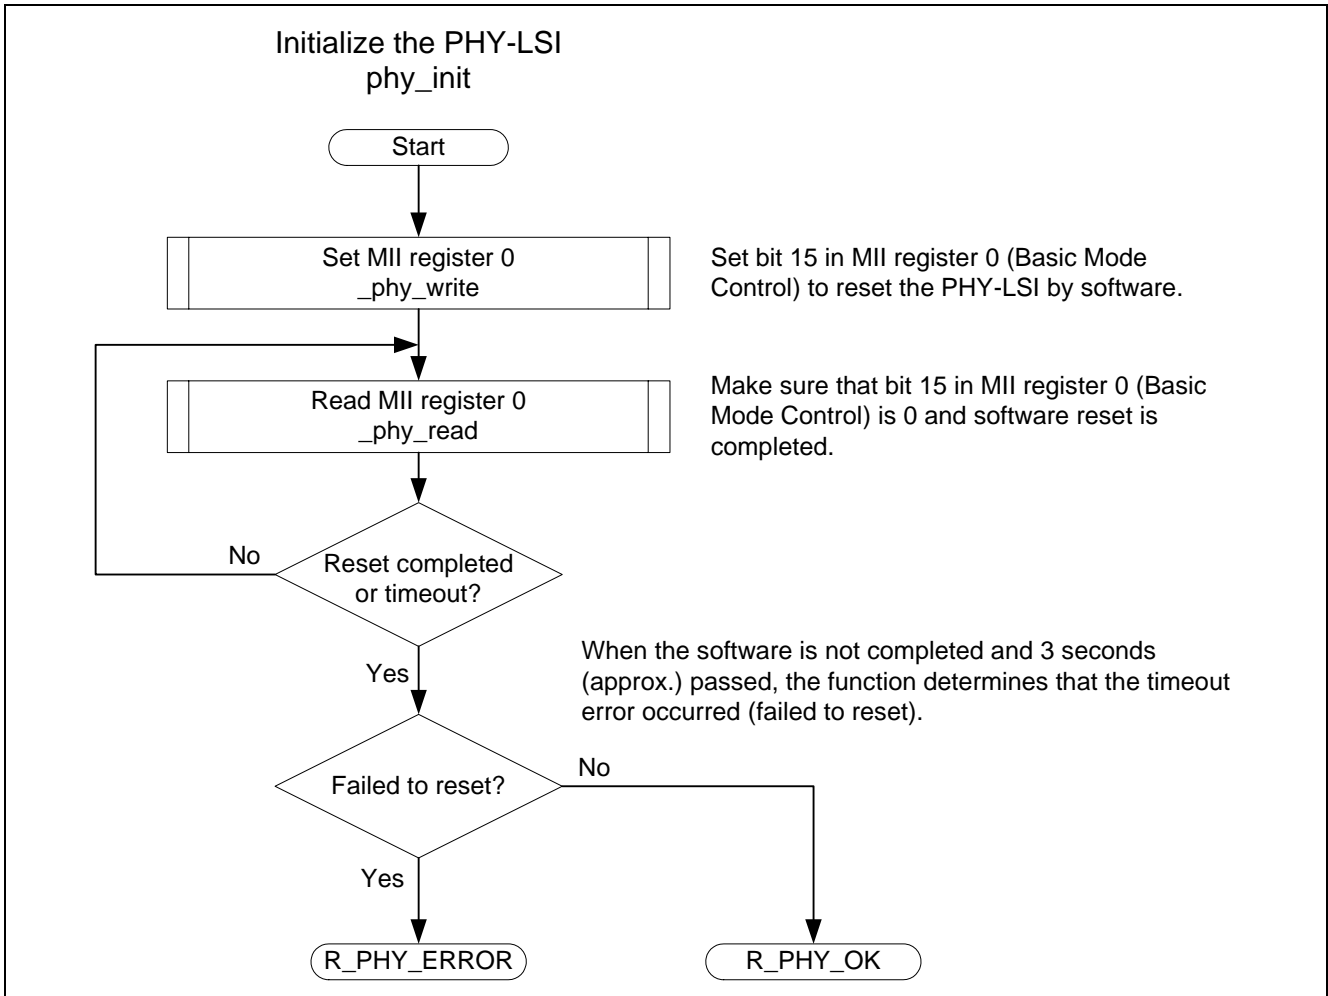 Initialize the PHY-LSI
phy_init
Start
Set MII register 0
_phy_write
Set bit 15 in MII register 0 (Basic Mode
Control) to reset the PHY-LSI by software.
Read MII register 0
_phy_read
Make sure that bit 15 in MII register 0 (Basic
Mode Control) is 0 and software reset is
completed.
No
Reset completed
or timeout?
Yes
When the software is not completed and 3 seconds
(approx.) passed, the function determines that the timeout
error occurred (failed to reset).
Failed to reset?
No
Yes
R_PHY_ERROR
R_PHY_OK